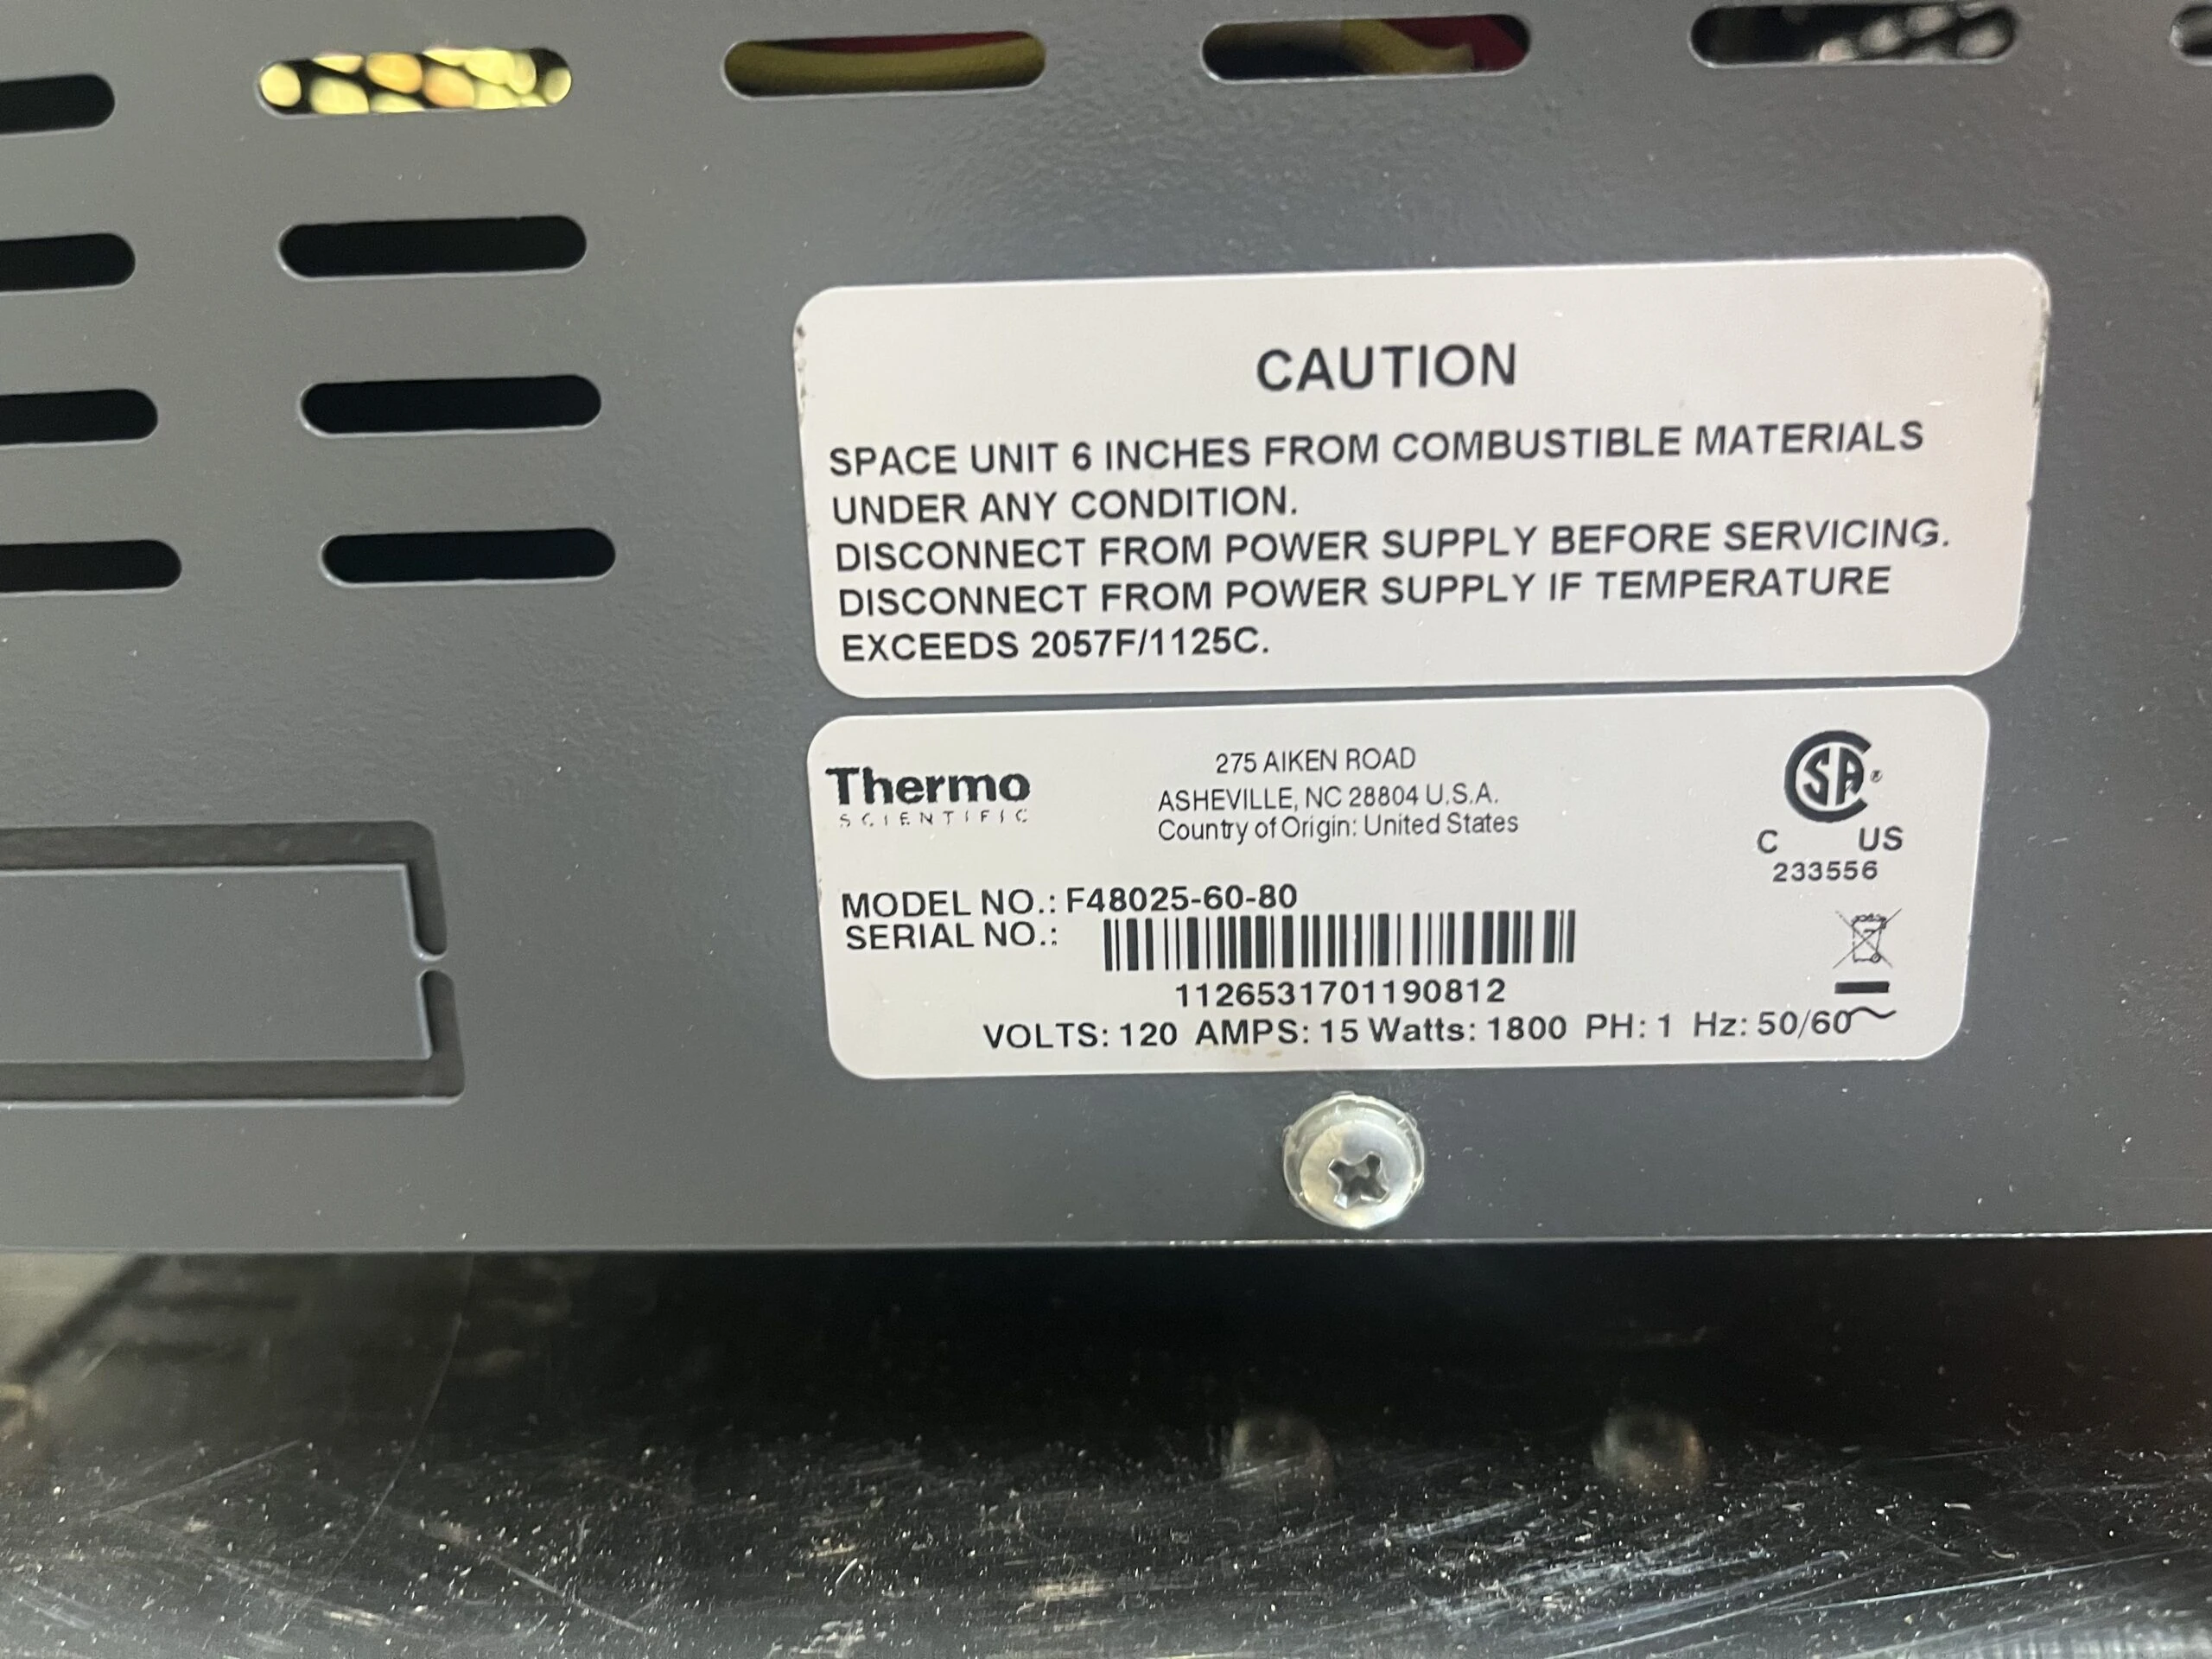 CAUTION
SPACE UNIT 6 INCHES FROM COMBUSTIBLE MATERIALS
UNDER ANY CONDITION.
DISCONNECT FROM POWER SUPPLY BEFORE SERVICING.
DISCONNECT FROM POWER SUPPLY IF TEMPERATURE
EXCEEDS 2057F/1125C.
Thermo
SCIENTIFIC
275 AIKEN ROAD
ASHEVILLE, NC 28804 U.S.A.
Country of Origin: United States
SA®
C US
233556
MODEL NO.: F48025-60-80
SERIAL NO.:
1126531701190812
VOLTS: 120 AMPS: 15 Watts: 1800 PH: 1 Hz: 50/60~